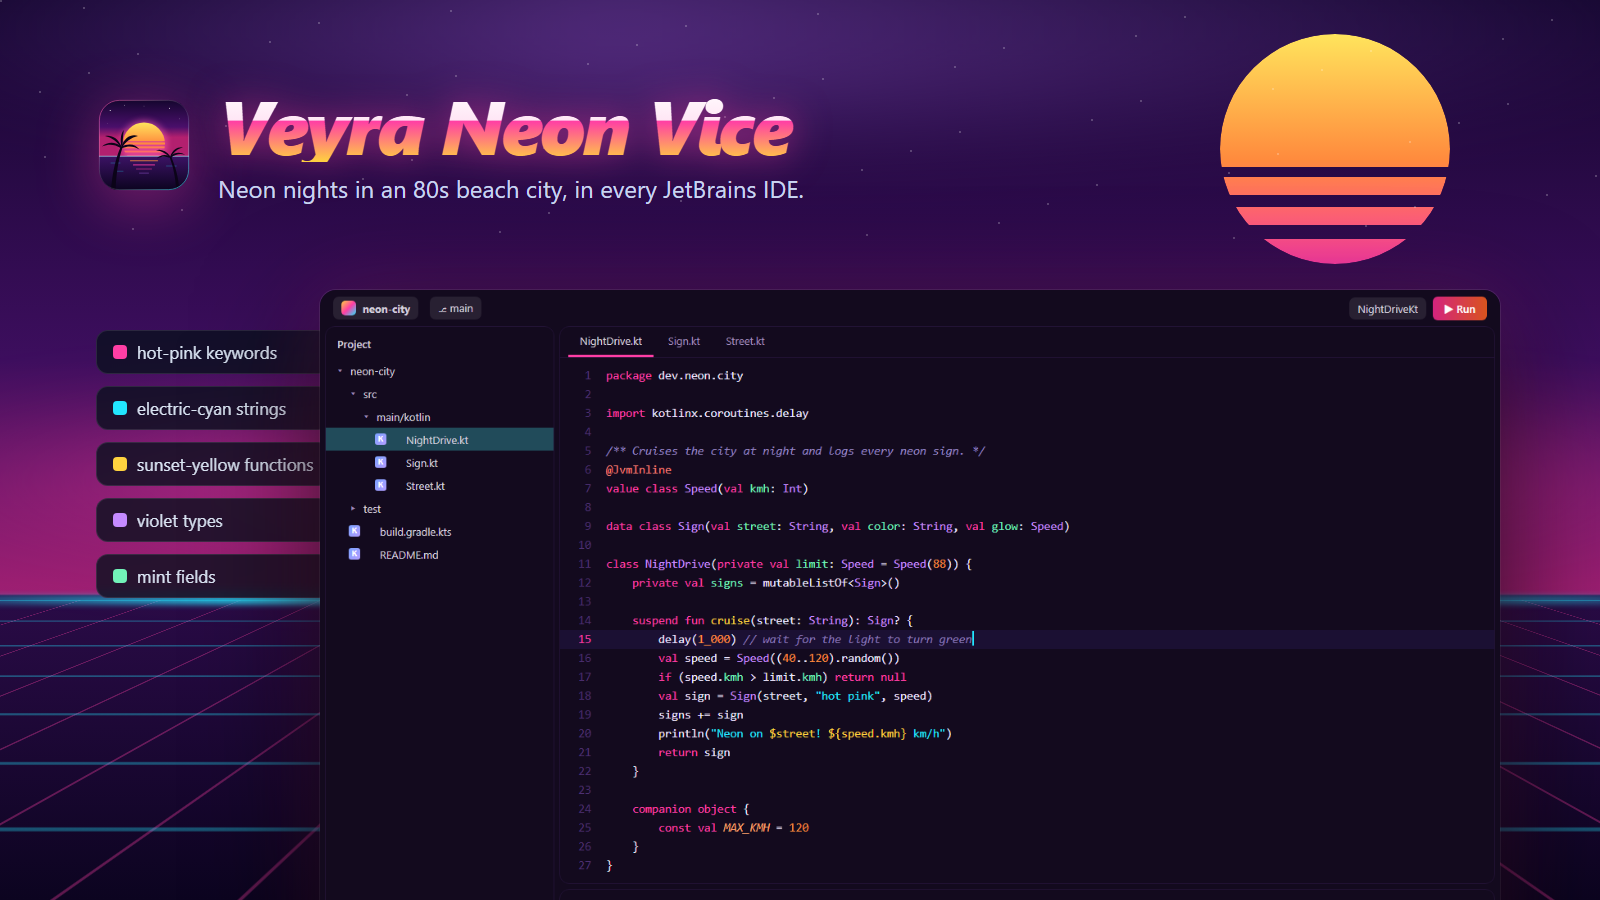 Veyra Neon Vice
Neon nights in an 80s beach city, in every JetBrains IDE.
hot-pink keywords
electric-cyan strings
sunset-yellow functions
violet types
mint fields
neon-city
main
NightDriveKt
Run
Project
neon-city
src
main/kotlin
K NightDrive.kt
K Sign.kt
K Street.kt
test
K build.gradle.kts
K README.md
NightDrive.kt Sign.kt Street.kt
1 package dev.neon.city
2
3 import kotlinx.coroutines.delay
4
5 /** Cruises the city at night and logs every neon sign. */
6 @JvmInline
7 value class Speed(val kmh: Int)
8
9 data class Sign(val street: String, val color: String, val glow: Speed)
10
11 class NightDrive(private val limit: Speed = Speed(88)) {
12     private val signs = mutableListOf<Sign>()
13
14     suspend fun cruise(street: String): Sign? {
15         delay(1_000) // wait for the light to turn green
16         val speed = Speed((40..120).random())
17         if (speed.kmh > limit.kmh) return null
18         val sign = Sign(street, "hot pink", speed)
19         signs += sign
20         println("Neon on $street! ${speed.kmh} km/h")
21         return sign
22     }
23
24     companion object {
25         const val MAX_KMH = 120
26     }
27 }